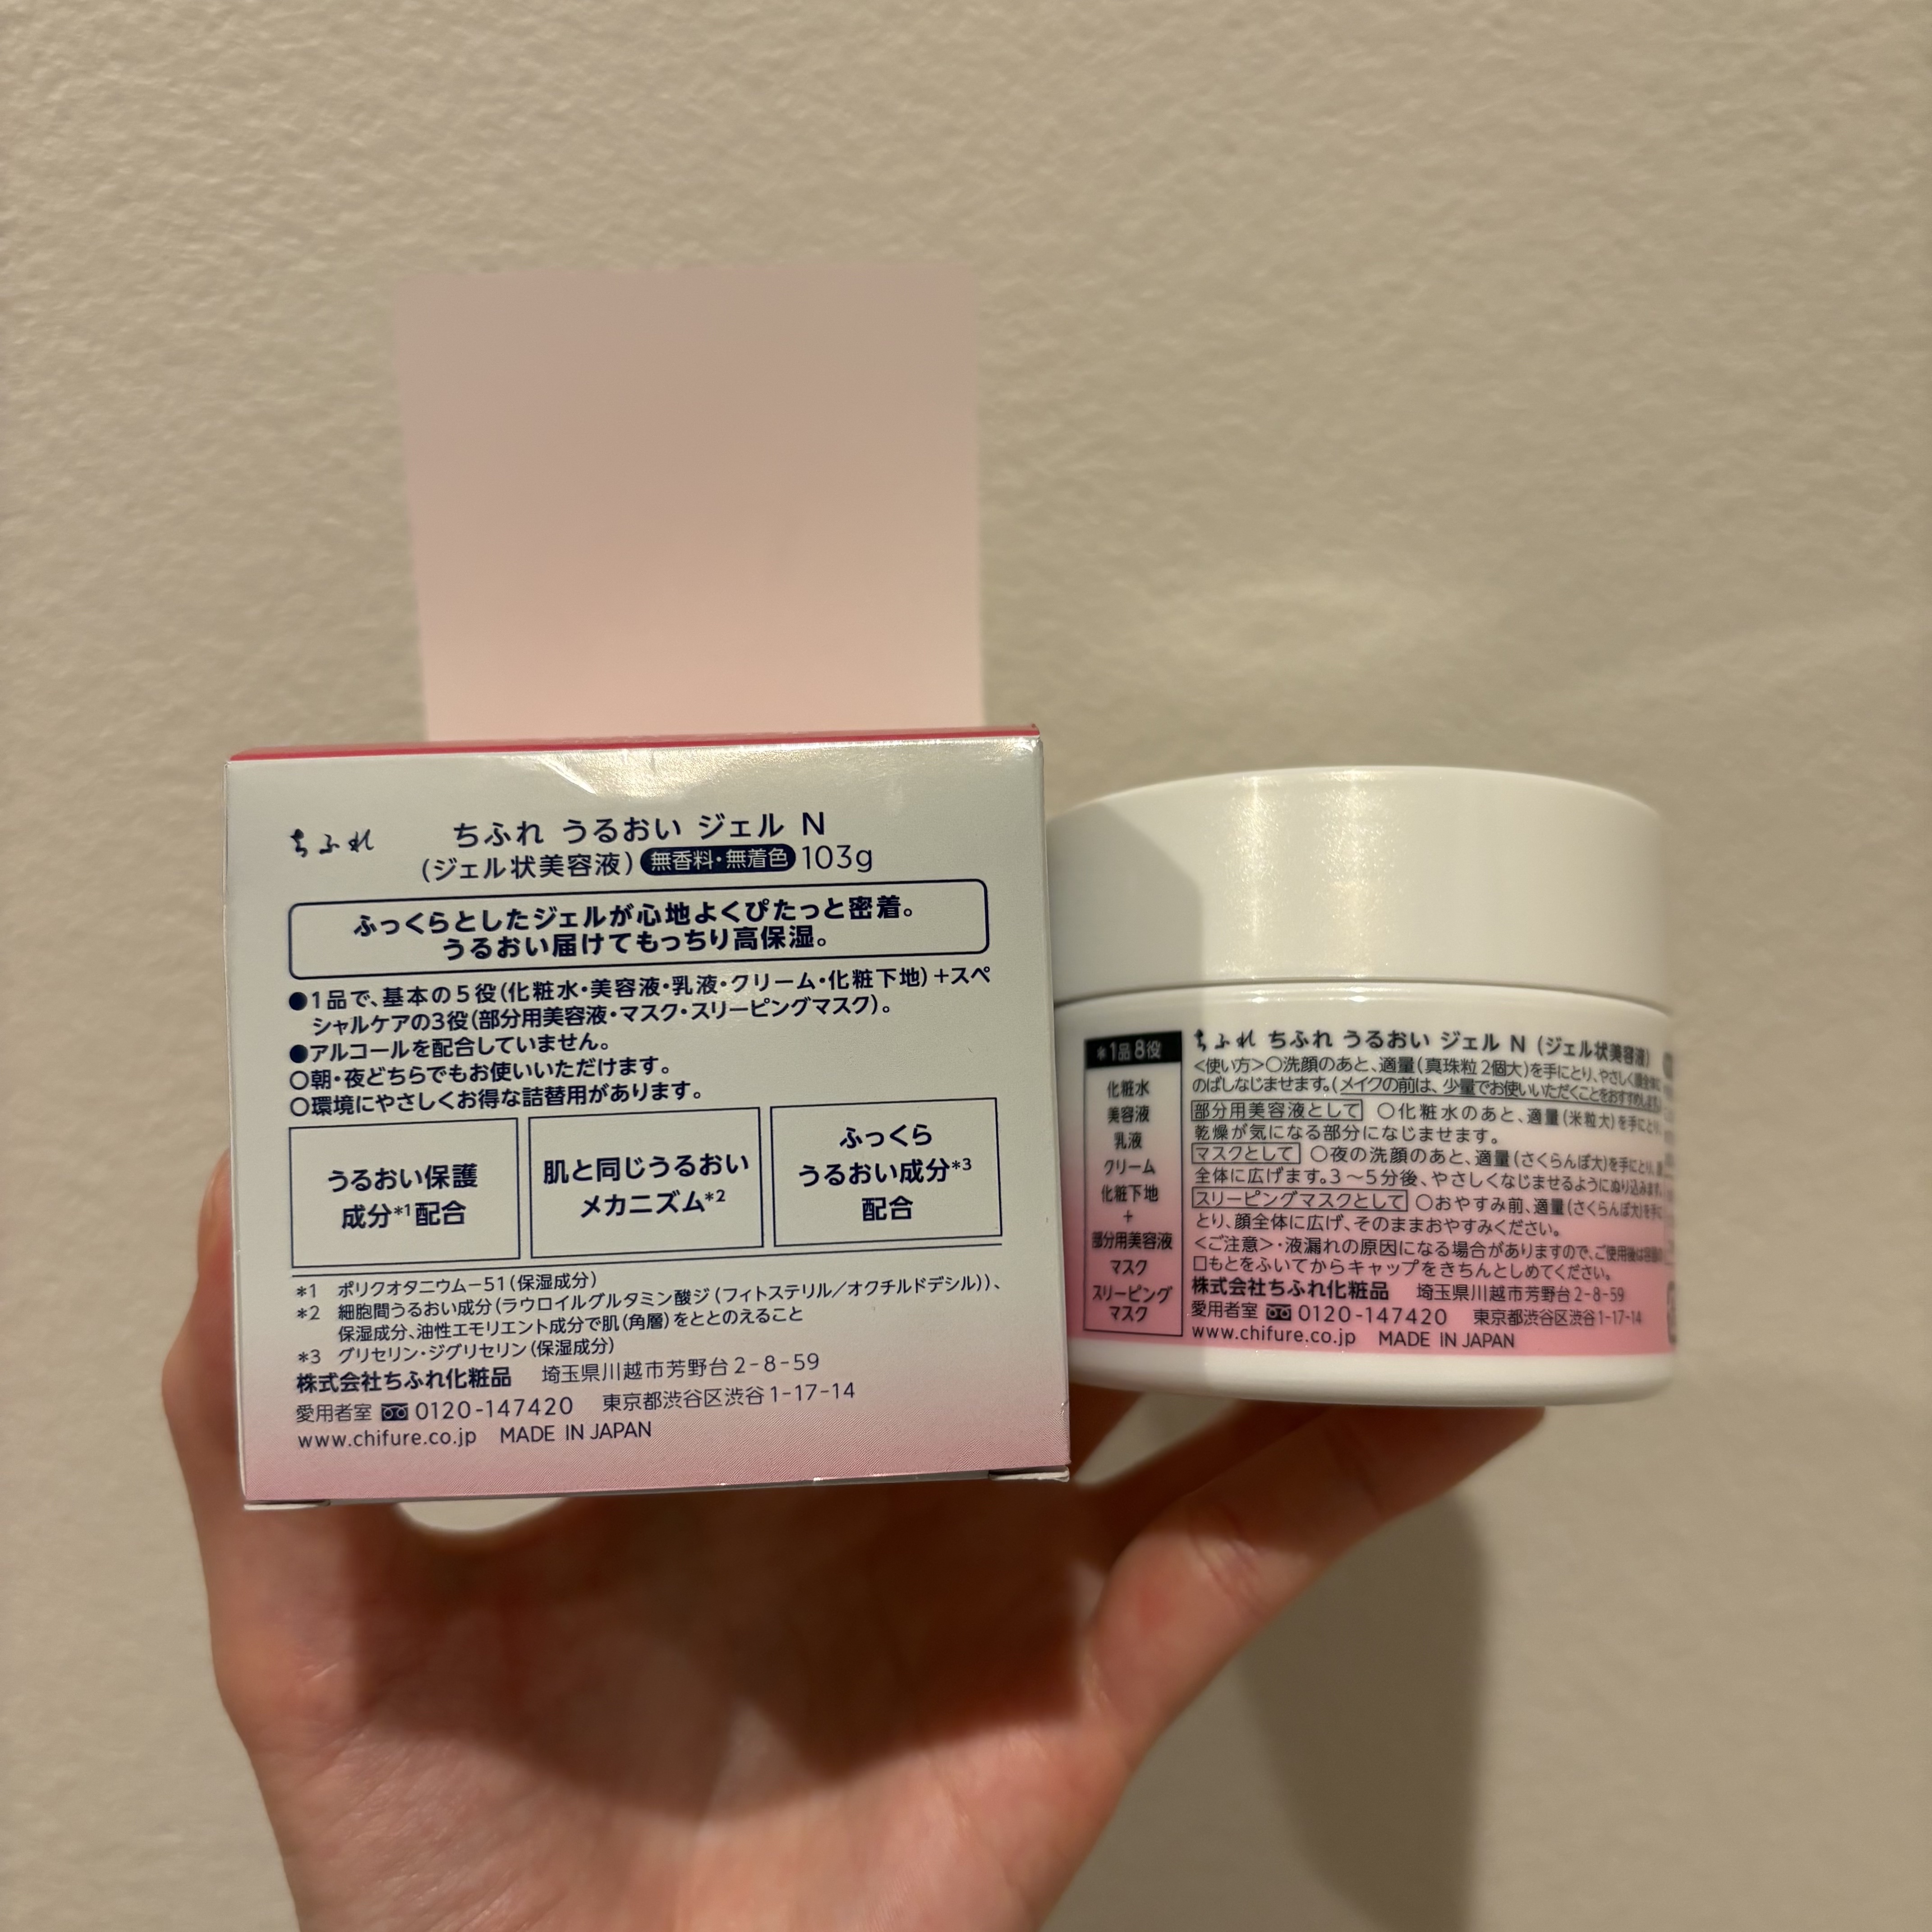 ちふれ
ちふれ うるおい ジェル N
(ジェル状美容液) 無香料・無着色 103g
ふっくらとしたジェルが心地よくぴたっと密着。
うるおい届けてもっちり高保湿。
●1品で、基本の5役(化粧水・美容液・乳液・クリーム・化粧下地)+スペ
シャルケアの3役(部分用美容液・マスク・スリーピングマスク)。
●アルコールを配合していません。
○朝・夜どちらでもお使いいただけます。
○環境にやさしくお得な詰替用があります。
うるおい保護
成分*1配合
肌と同じうるおい
メカニズム*2
ふっくら
うるおい成分*3
配合
*1 ポリクオタニウム-51(保湿成分)
*2 細胞間うるおい成分(ラウロイルグルタミン酸ジ(フィトステリル/オクチルドデシル))、
保湿成分、油性エモリエント成分で肌(角層)をととのえること
*3 グリセリン・ジグリセリン(保湿成分)
株式会社ちふれ化粧品 埼玉県川越市芳野台2-8-59
愛用者室 0120-147420 東京都渋谷区渋谷1-17-14
www.chifure.co.jp MADE IN JAPAN
*1品8役
化粧水
美容液
乳液
クリーム
化粧下地
+
部分用美容液
マスク
スリーピング
マスク
ちふれ ちふれ うるおい ジェル N (ジェル状美容液)
<使い方>○洗顔のあと、適量(真珠粒2個大)を手にとり、やさしく顔全体に
のばしなじませます。(メイクの前は、少量でお使いいただくことをおすすめします。)
部分用美容液として ○化粧水のあと、適量(米粒大)を手にとり、
乾燥が気になる部分になじませます。
マスクとして ○夜の洗顔のあと、適量(さくらんぼ大)を手にとり、顔
全体に広げます。3～5分後、やさしくなじませるようにぬり込みます。
スリーピングマスクとして ○おやすみ前、適量(さくらんぼ大)を手に
とり、顔全体に広げ、そのままおやすみください。
<ご注意>・液漏れの原因になる場合がありますので、ご使用後は容器の
口もとをふいてからキャップをきちんとしめてください。
株式会社ちふれ化粧品 埼玉県川越市芳野台2-8-59
愛用者室 0120-147420 東京都渋谷区渋谷1-17-14
www.chifure.co.jp MADE IN JAPAN